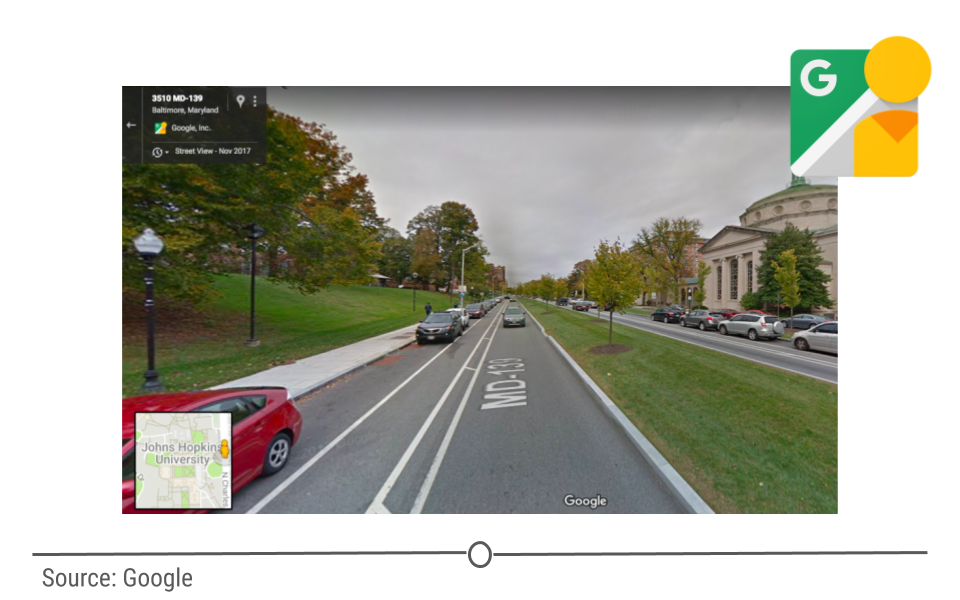 3510 MD-139
Baltimore, Maryland
Google, Inc.
Street View - Nov 2017
G
MD-139
Johns Hopkins
University
N Charles
Google
Source: Google